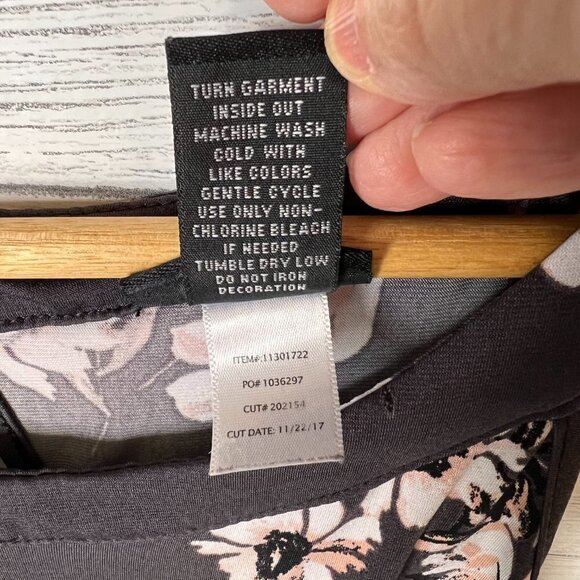 TURN GARMENT
INSIDE OUT
MACHINE WASH
COLD WITH
LIKE COLORS
GENTLE CYCLE
USE ONLY NON-
CHLORINE BLEACH
IF NEEDED
TUMBLE DRY LOW
DO NOT IRON
DECORATION
ITEM#:11301722
PO# 1036297
CUT# 202154
CUT DATE: 11/22/17